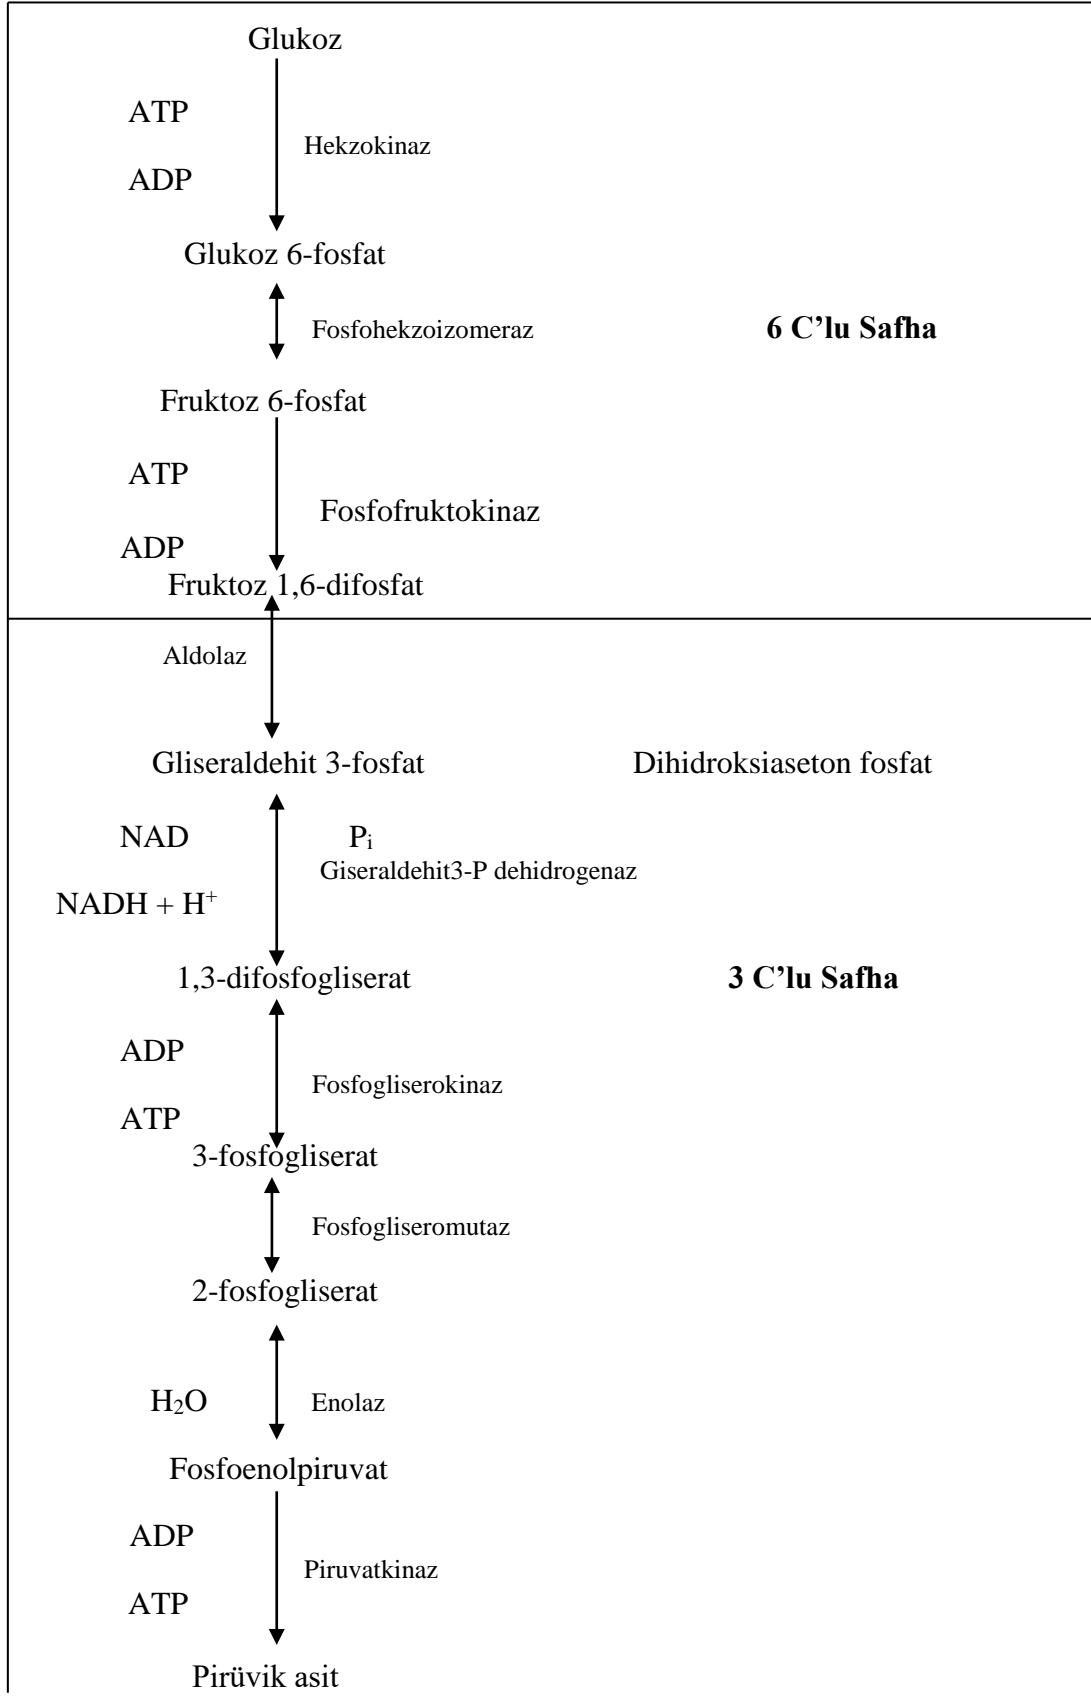 Glukoz
ATP
Hekzokinaz
ADP
Glukoz 6-fosfat
Fosfohekzoizomeraz 6 C’lu Safha
Fruktoz 6-fosfat
ATP
Fosfofruktokinaz
ADP
Fruktoz 1,6-difosfat
Aldolaz
Gliseraldehit 3-fosfat Dihidroksiaseton fosfat
NAD Pᵢ
Giseraldehit3-P dehidrogenaz
NADH + H⁺
1,3-difosfogliserat 3 C’lu Safha
ADP
Fosfogliserokinaz
ATP
3-fosfogliserat
Fosfogliseromutaz
2-fosfogliserat
H₂O Enolaz
Fosfoenolpiruvat
ADP
Piruvatkinaz
ATP
Pirüvik asit